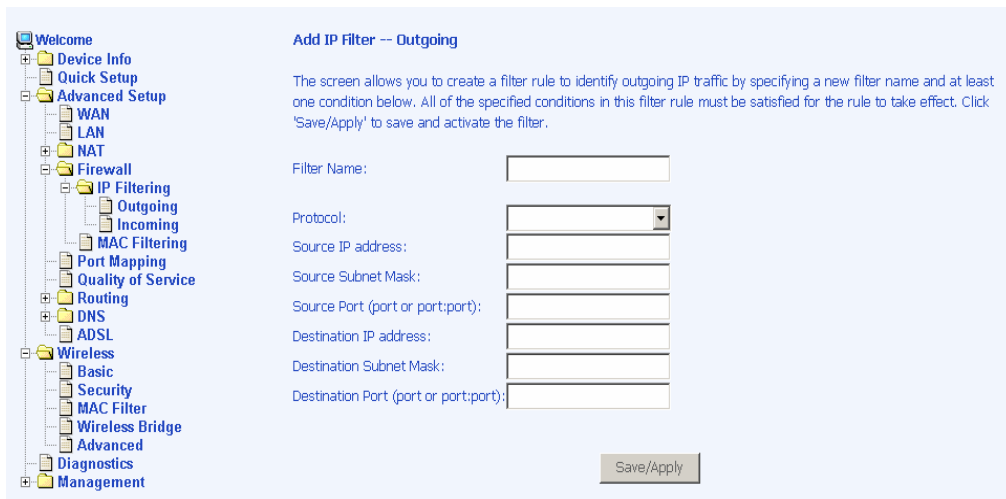 Welcome
Device Info
Quick Setup
Advanced Setup
WAN
LAN
NAT
Firewall
IP Filtering
Outgoing
Incoming
MAC Filtering
Port Mapping
Quality of Service
Routing
DNS
ADSL
Wireless
Basic
Security
MAC Filter
Wireless Bridge
Advanced
Diagnostics
Management
Add IP Filter -- Outgoing
The screen allows you to create a filter rule to identify outgoing IP traffic by specifying a new filter name and at least
one condition below. All of the specified conditions in this filter rule must be satisfied for the rule to take effect. Click
'Save/Apply' to save and activate the filter.
Filter Name:
Protocol:
Source IP address:
Source Subnet Mask:
Source Port (port or port:port):
Destination IP address:
Destination Subnet Mask:
Destination Port (port or port:port):
Save/Apply